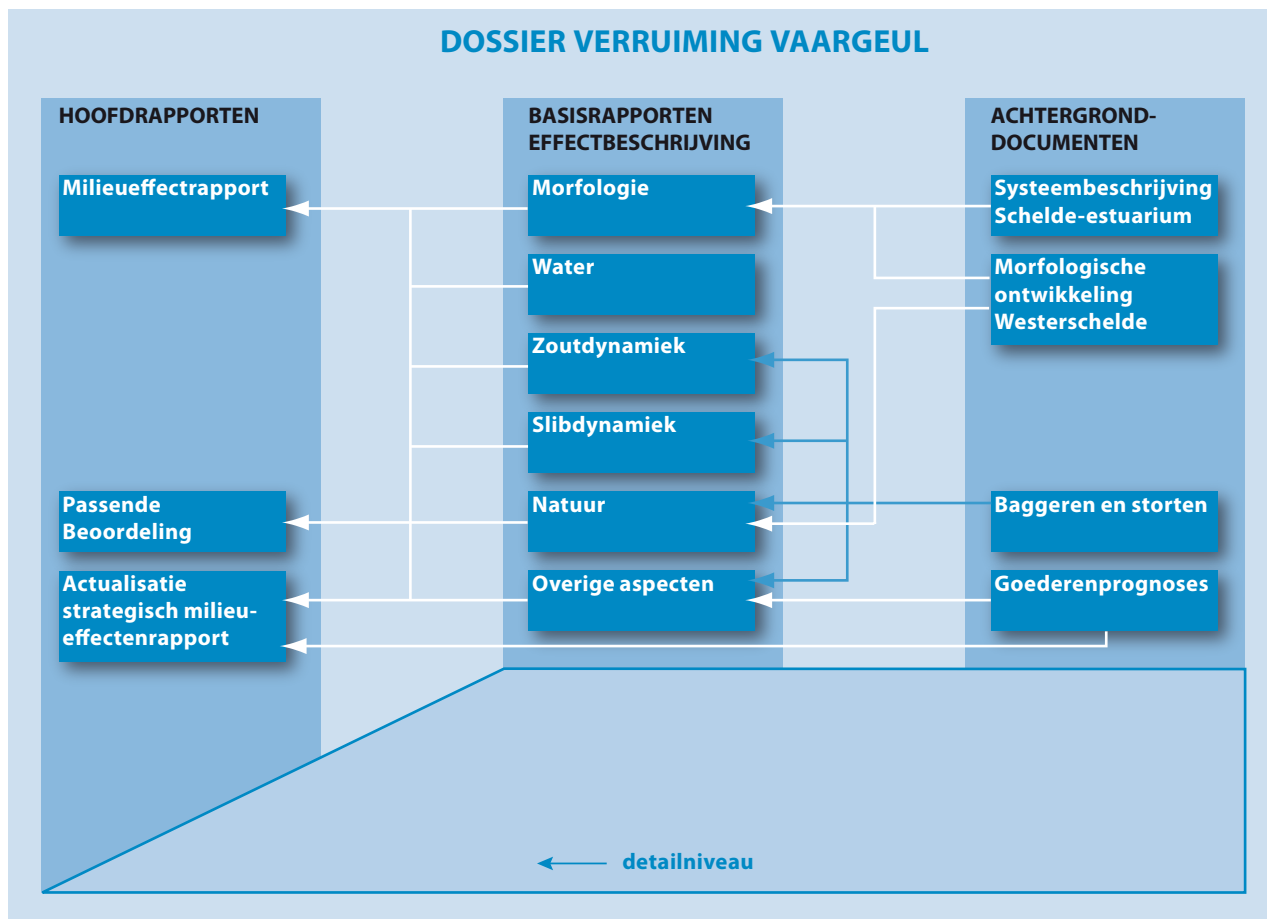 DOSSIER VERRUIMING VAARGEUL
HOOFDRAPPORTEN
Milieueffectrapport
Passende
Beoordeling
Actualisatie
strategisch milieu-
effectenrapport
BASISRAPPORTEN
EFFECTBESCHRIJVING
Morfologie
Water
Zoutdynamiek
Slibdynamiek
Natuur
Overige aspecten
ACHTERGROND-
DOCUMENTEN
Systeembeschrijving
Schelde-estuarium
Morfologische
ontwikkeling
Westerschelde
Baggeren en storten
Goederenprognoses
detailniveau